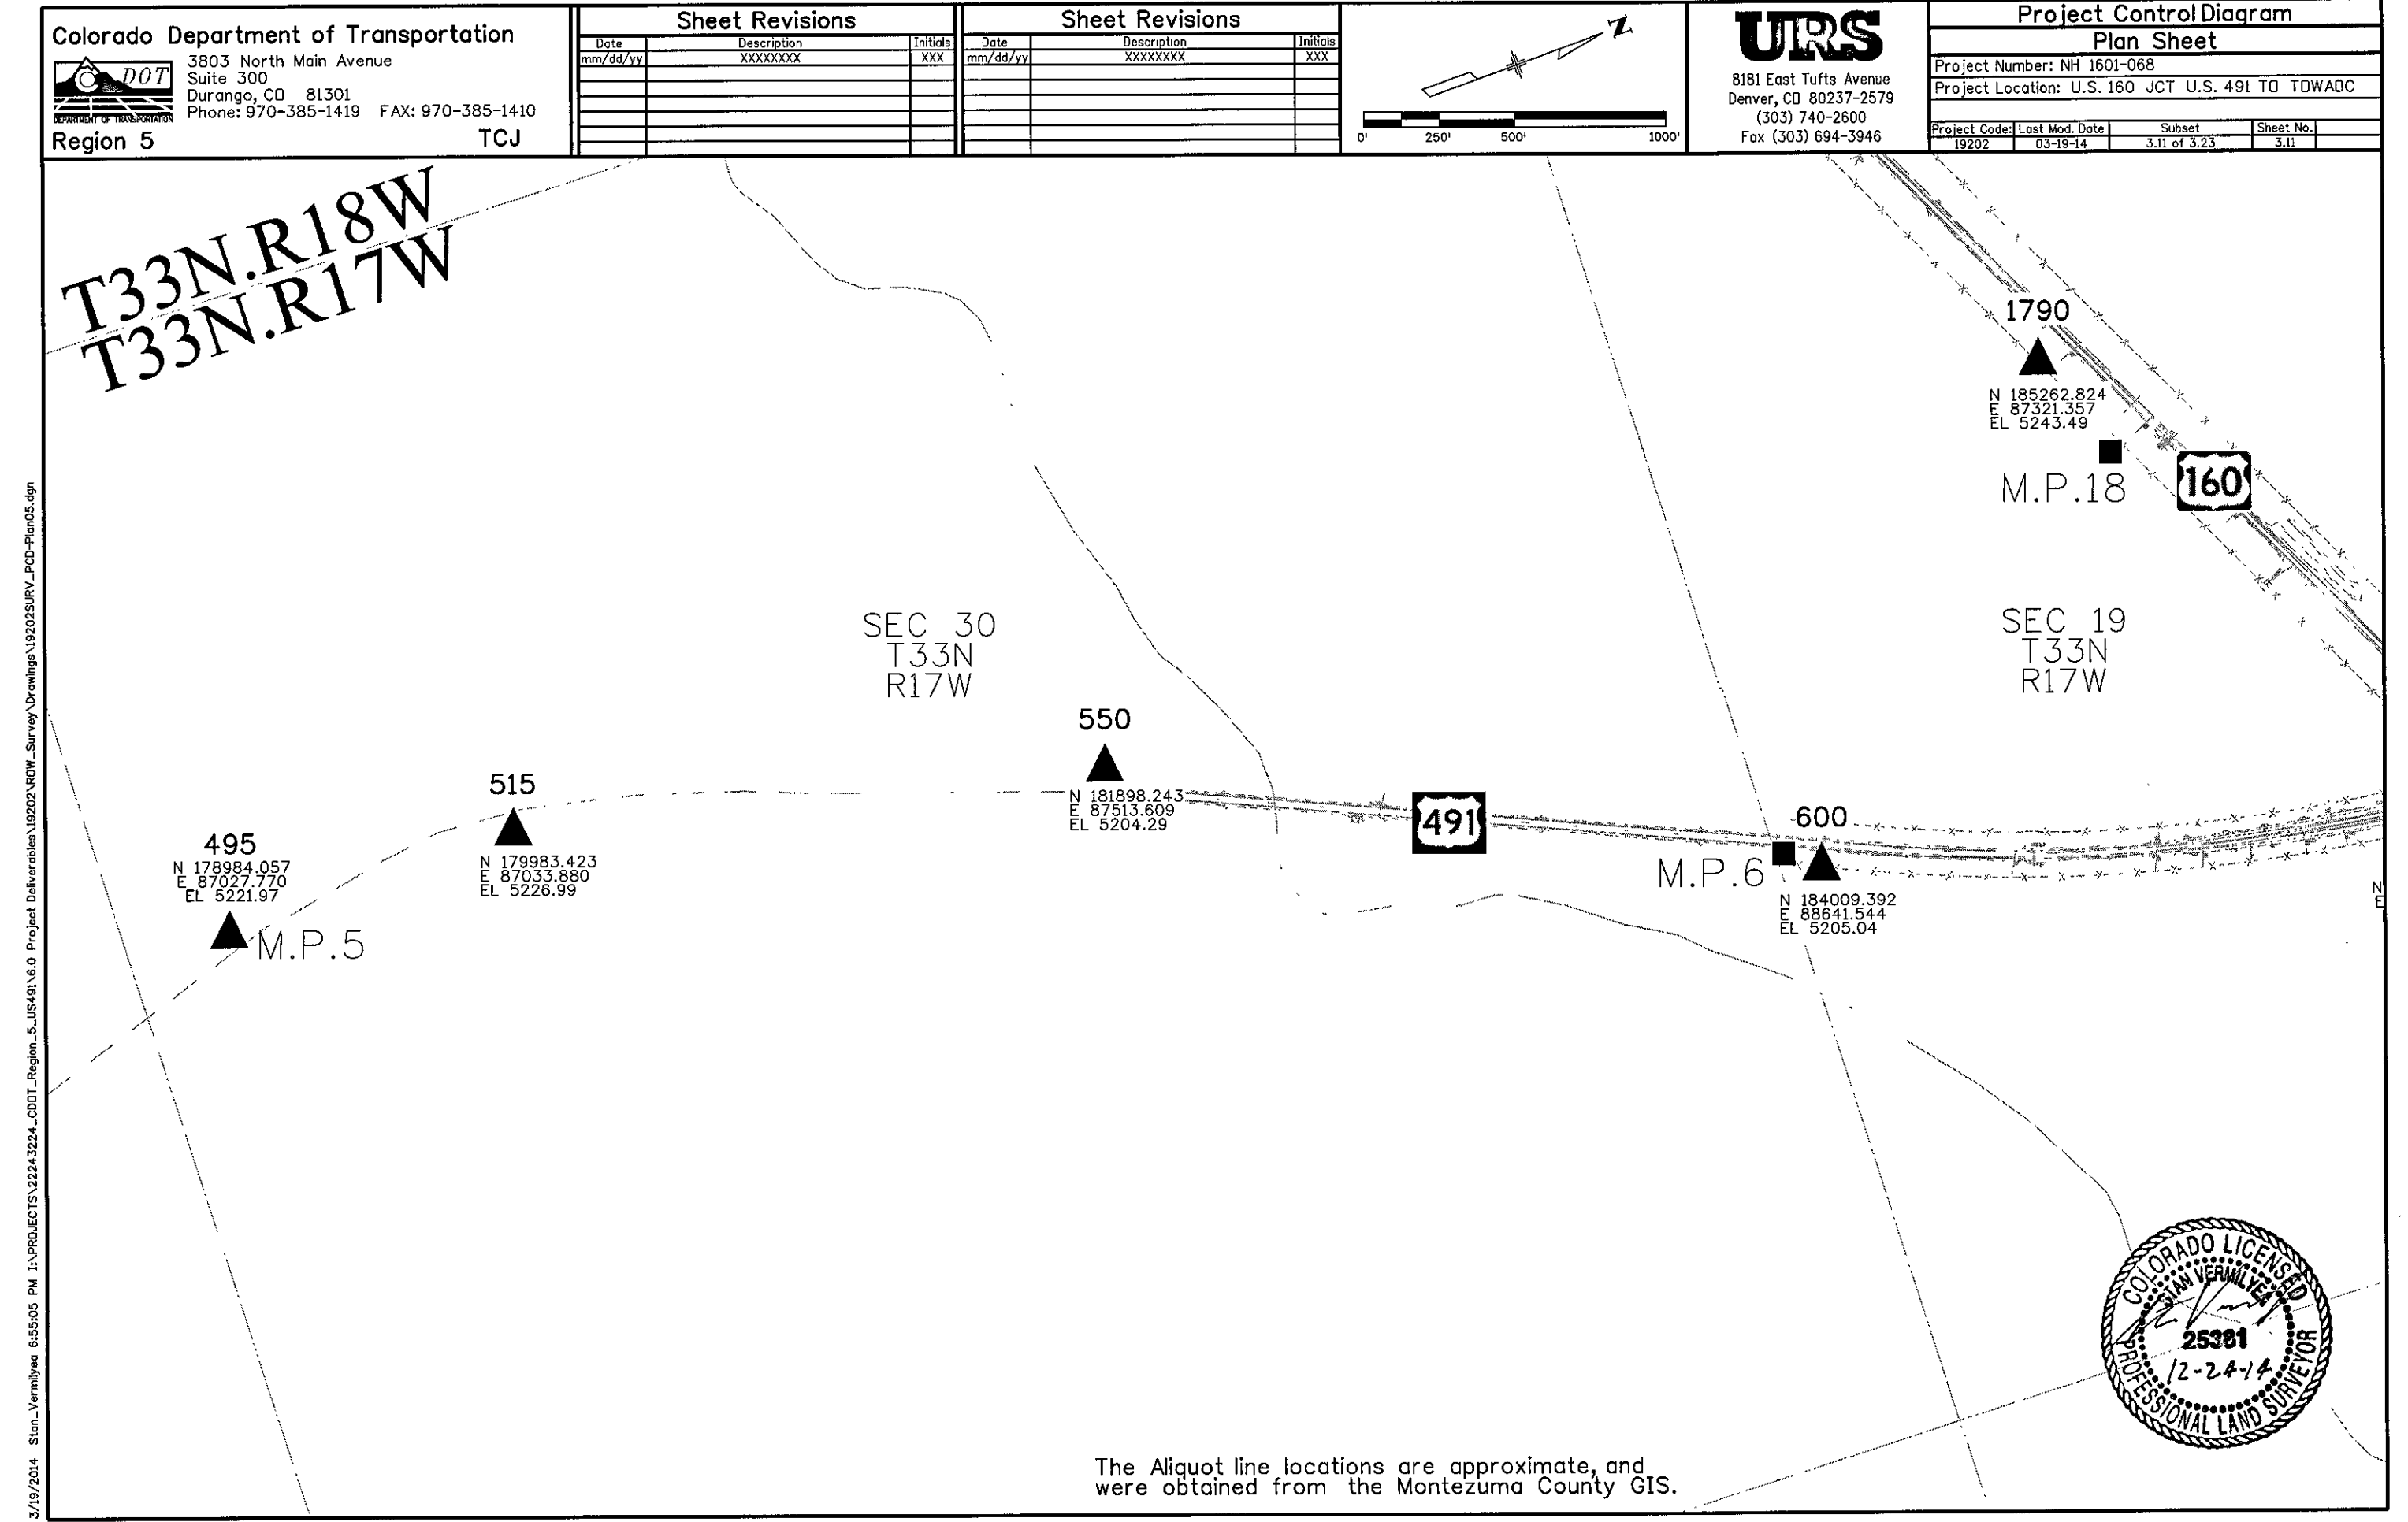 Colorado Department of Transportation
DOT
DEPARTMENT OF TRANSPORTATION
3803 North Main Avenue
Suite 300
Durango, CO 81301
Phone: 970-385-1419 FAX: 970-385-1410
Region 5 TCJ
Sheet Revisions
Date Description Initials
mm/dd/yy XXXXXXXX XXX
Sheet Revisions
Date Description Initials
mm/dd/yy XXXXXXXX XXX
N
0' 250' 500' 1000'
URS
8181 East Tufts Avenue
Denver, CO 80237-2579
(303) 740-2600
Fax (303) 694-3946
Project Control Diagram
Plan Sheet
Project Number: NH 1601-068
Project Location: U.S. 160 JCT U.S. 491 TO TOWAOC
Project Code: Last Mod. Date Subset Sheet No.
19202 03-19-14 3.11 of 3.23 3.11
T33N.R18W
T33N.R17W
1790
N 185262.824
E 87321.357
EL 5243.49
M.P.18
160
SEC 30
T33N
R17W
SEC 19
T33N
R17W
550
N 181898.243
E 87513.609
EL 5204.29
515
N 179983.423
E 87033.880
EL 5226.99
495
N 178984.057
E 87027.770
EL 5221.97
M.P.5
491
600
M.P.6
N 184009.392
E 88641.544
EL 5205.04
N
E
COLORADO LICENSED
STAN VERMILYEA
25381
12-24-14
PROFESSIONAL LAND SURVEYOR
The Aliquot line locations are approximate, and
were obtained from the Montezuma County GIS.
3/19/2014 Stan_Vermilyea 6:55:05 PM I:\PROJECTS\22243224_CDOT_Region_5_US491\6.0 Project Deliverables\19202\ROW_Survey\Drawings\19202SURV_PCD-Plan05.dgn